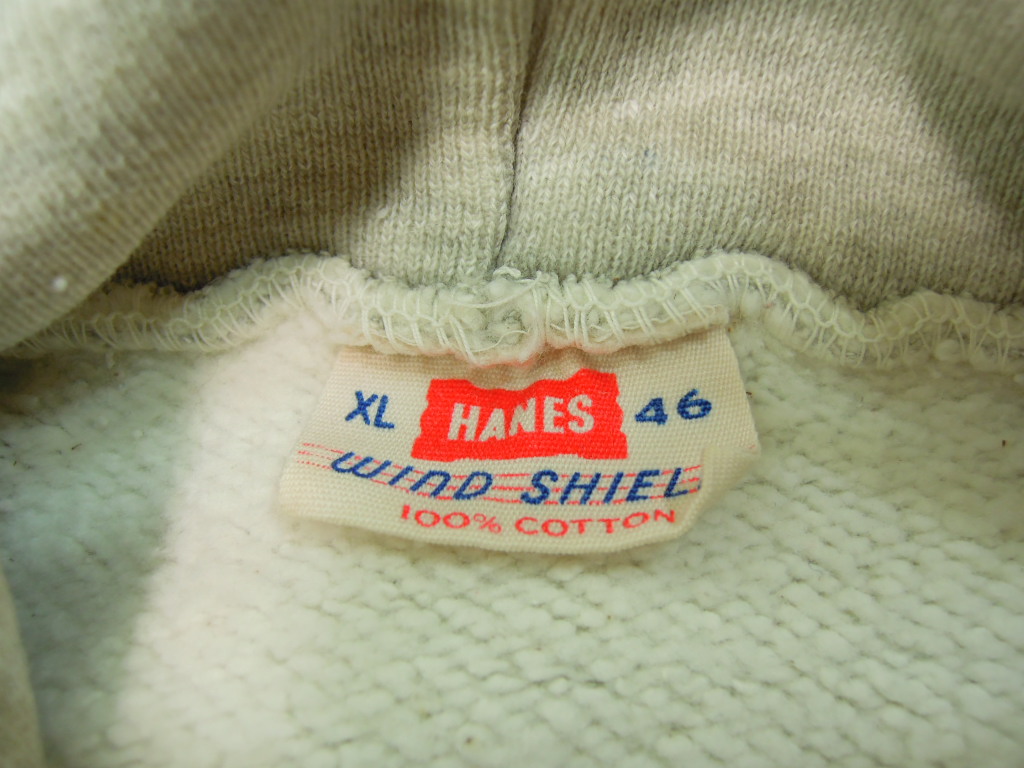 XL HANES 46
WIND SHIEL
100% COTTON